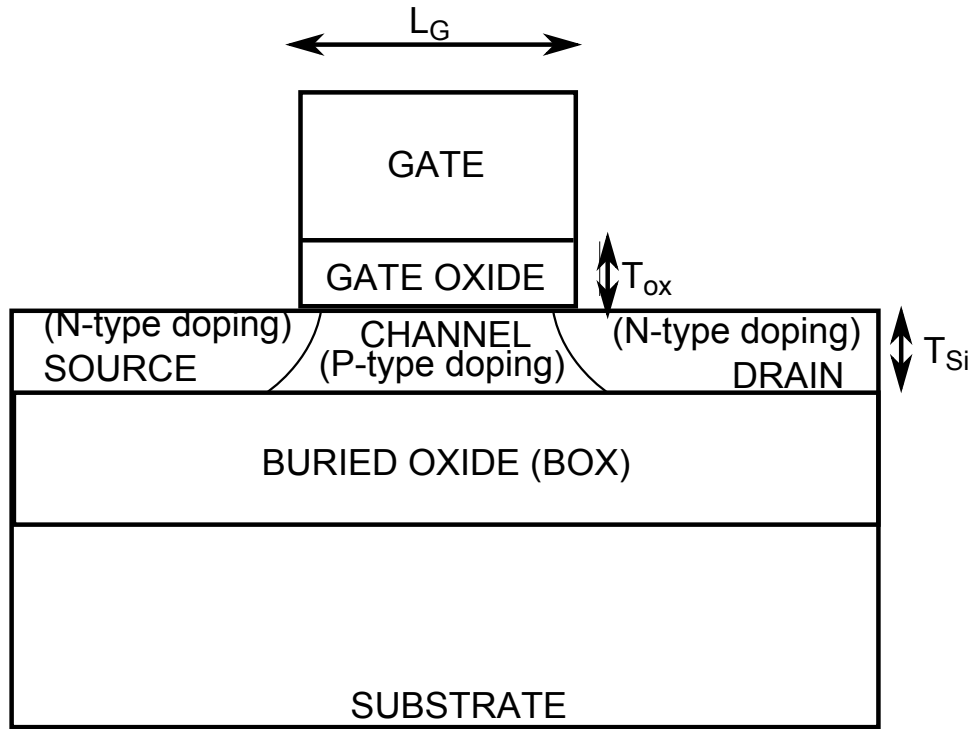 L_G
GATE
GATE OXIDE
T_ox
(N-type doping)
SOURCE
CHANNEL
(P-type doping)
(N-type doping)
DRAIN
T_Si
BURIED OXIDE (BOX)
SUBSTRATE